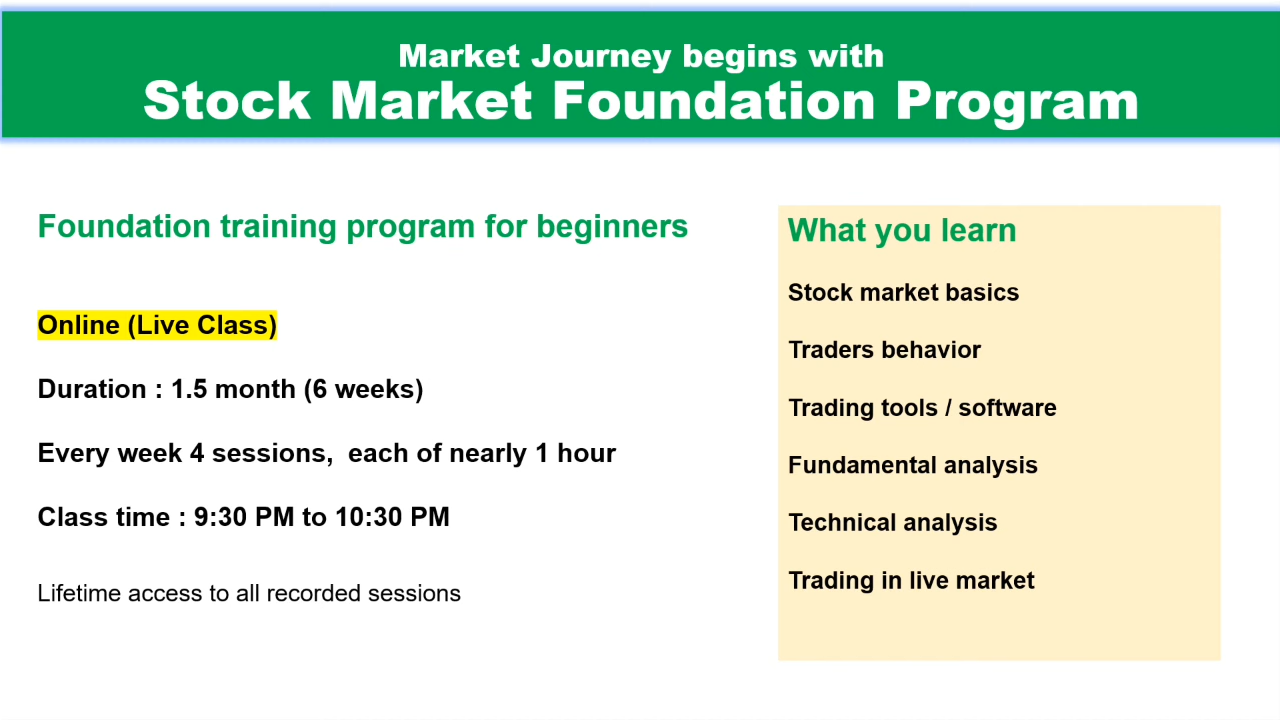 Market Journey begins with
Stock Market Foundation Program
Foundation training program for beginners
Online (Live Class)
Duration : 1.5 month (6 weeks)
Every week 4 sessions,  each of nearly 1 hour
Class time : 9:30 PM to 10:30 PM
Lifetime access to all recorded sessions
What you learn
Stock market basics
Traders behavior
Trading tools / software
Fundamental analysis
Technical analysis
Trading in live market